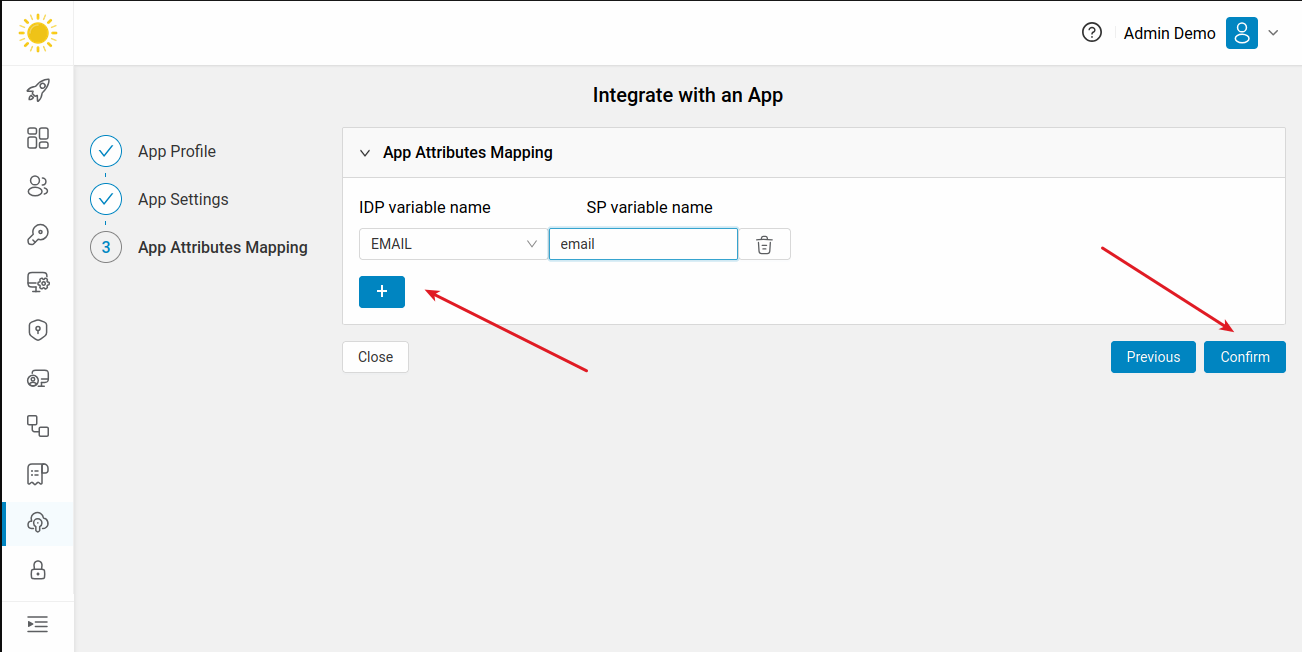 Admin Demo
Integrate with an App
App Profile
App Settings
3 App Attributes Mapping
App Attributes Mapping
IDP variable name SP variable name
EMAIL email
+
Close Previous Confirm